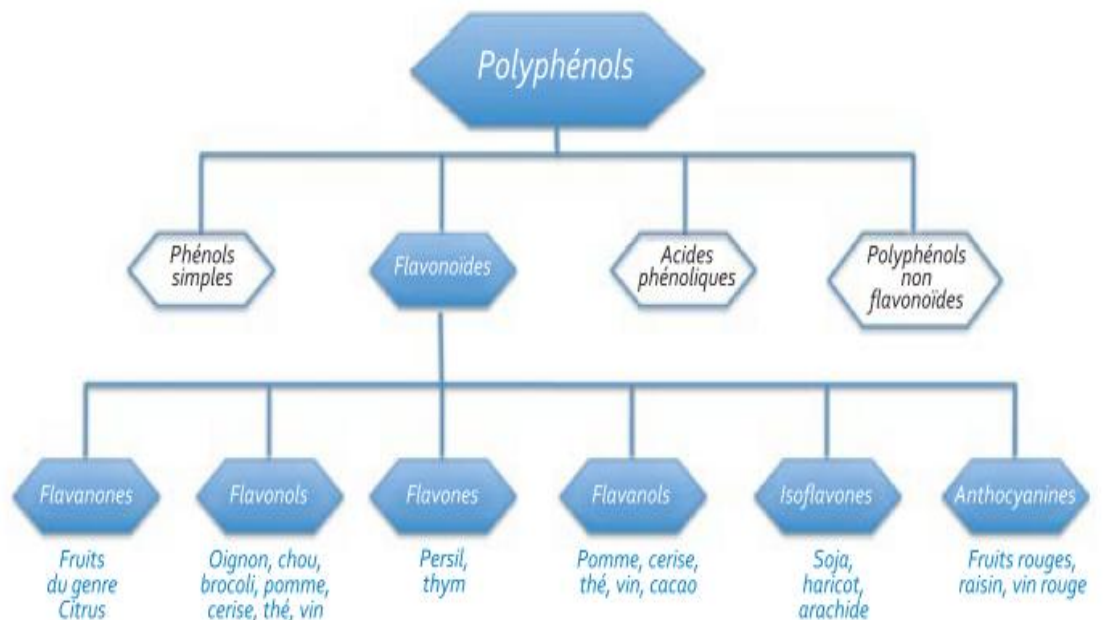 Polyphénols
Phénols
simples
Flavonoïdes
Acides
phénoliques
Polyphénols
non
flavonoïdes
Flavanones
Flavonols
Flavones
Flavanols
Isoflavones
Anthocyanines
Fruits
du genre
Citrus
Oignon, chou,
brocoli, pomme,
cerise, thé, vin
Persil,
thym
Pomme, cerise,
thé, vin, cacao
Soja,
haricot,
arachide
Fruits rouges,
raisin, vin rouge